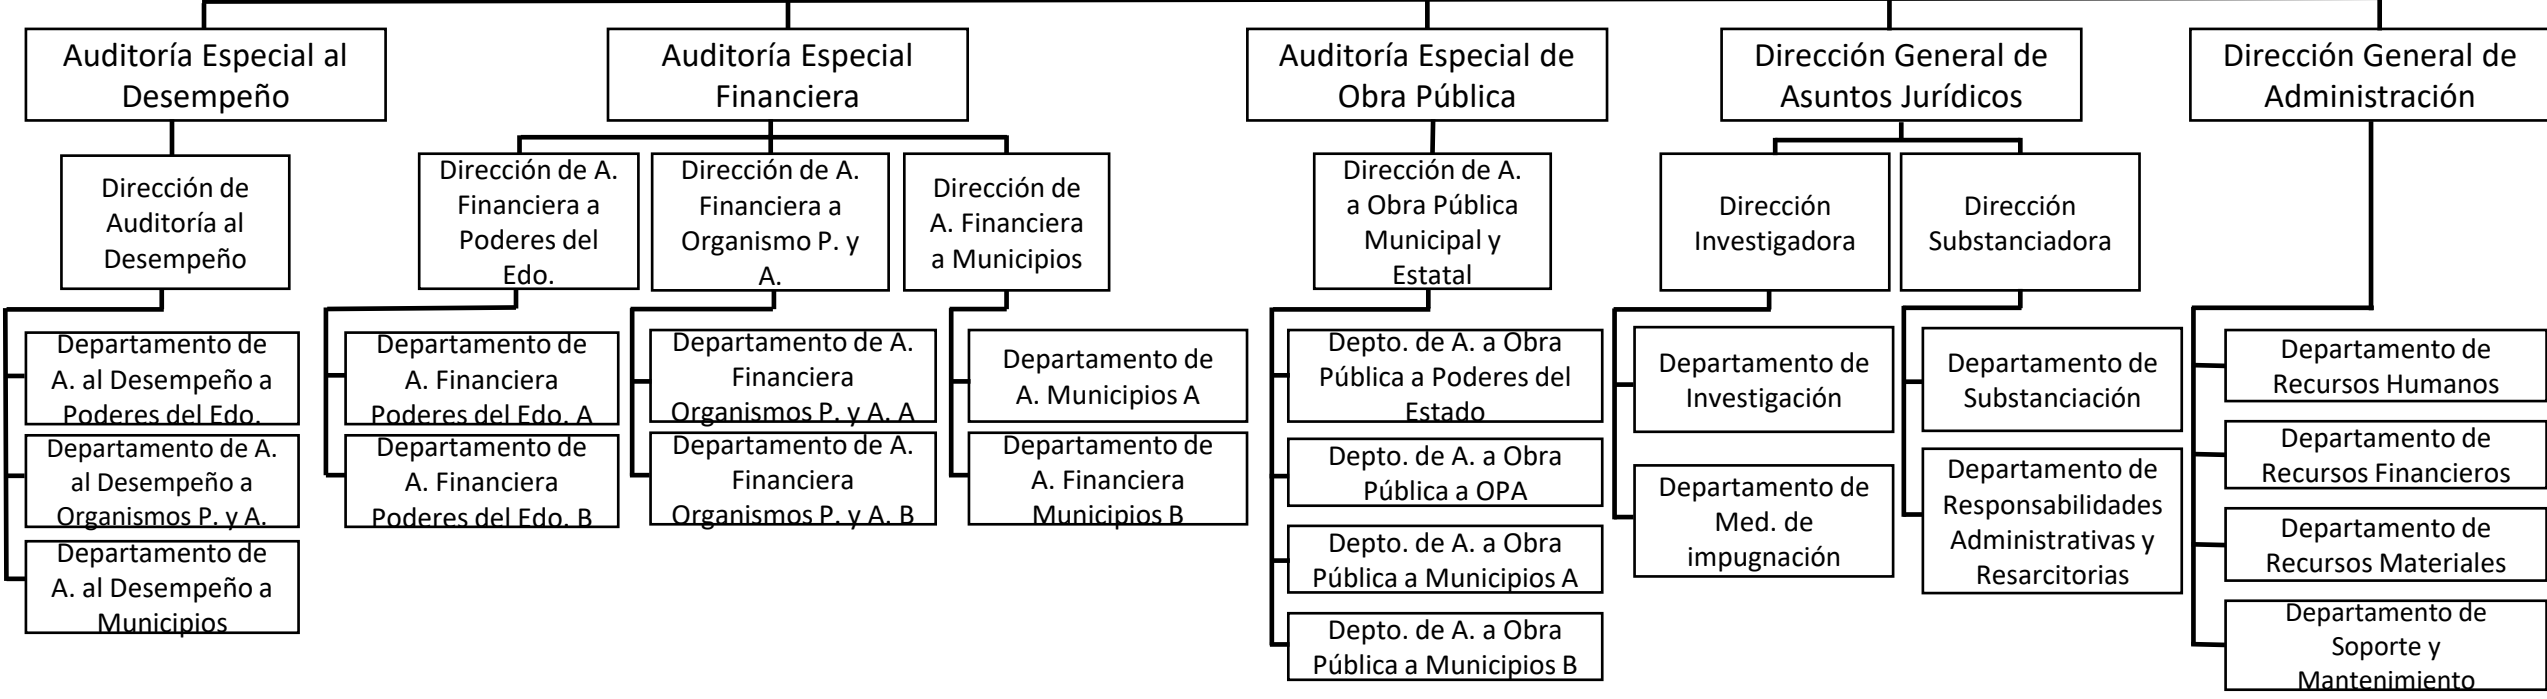 Auditoría Especial al
Desempeño
Auditoría Especial
Financiera
Auditoría Especial de
Obra Pública
Dirección General de
Asuntos Jurídicos
Dirección General de
Administración
Dirección de
Auditoría al
Desempeño
Dirección de A.
Financiera a
Poderes del
Edo.
Dirección de A.
Financiera a
Organismo P. y
A.
Dirección de
A. Financiera
a Municipios
Dirección de A.
a Obra Pública
Municipal y
Estatal
Dirección
Investigadora
Dirección
Substanciadora
Departamento de
A. al Desempeño a
Poderes del Edo.
Departamento de A.
al Desempeño a
Organismos P. y A.
Departamento de
A. al Desempeño a
Municipios
Departamento de
A. Financiera
Poderes del Edo. A
Departamento de
A. Financiera
Poderes del Edo. B
Departamento de A.
Financiera
Organismos P. y A. A
Departamento de A.
Financiera
Organismos P. y A. B
Departamento de
A. Municipios A
Departamento de
A. Financiera
Municipios B
Depto. de A. a Obra
Pública a Poderes del
Estado
Depto. de A. a Obra
Pública a OPA
Depto. de A. a Obra
Pública a Municipios A
Depto. de A. a Obra
Pública a Municipios B
Departamento de
Investigación
Departamento de
Med. de
impugnación
Departamento de
Substanciación
Departamento de
Responsabilidades
Administrativas y
Resarcitorias
Departamento de
Recursos Humanos
Departamento de
Recursos Financieros
Departamento de
Recursos Materiales
Departamento de
Soporte y
Mantenimiento